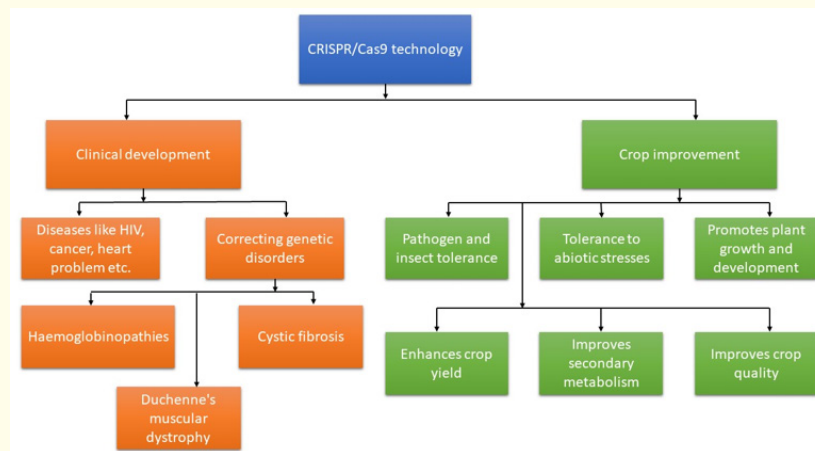 CRISPR/Cas9 technology
Clinical development
Crop improvement
Diseases like HIV,
cancer, heart
problem etc.
Correcting genetic
disorders
Pathogen and
insect tolerance
Tolerance to
abiotic stresses
Promotes plant
growth and
development
Haemoglobinopathies
Cystic fibrosis
Duchenne's
muscular
dystrophy
Enhances crop
yield
Improves
secondary
metabolism
Improves crop
quality